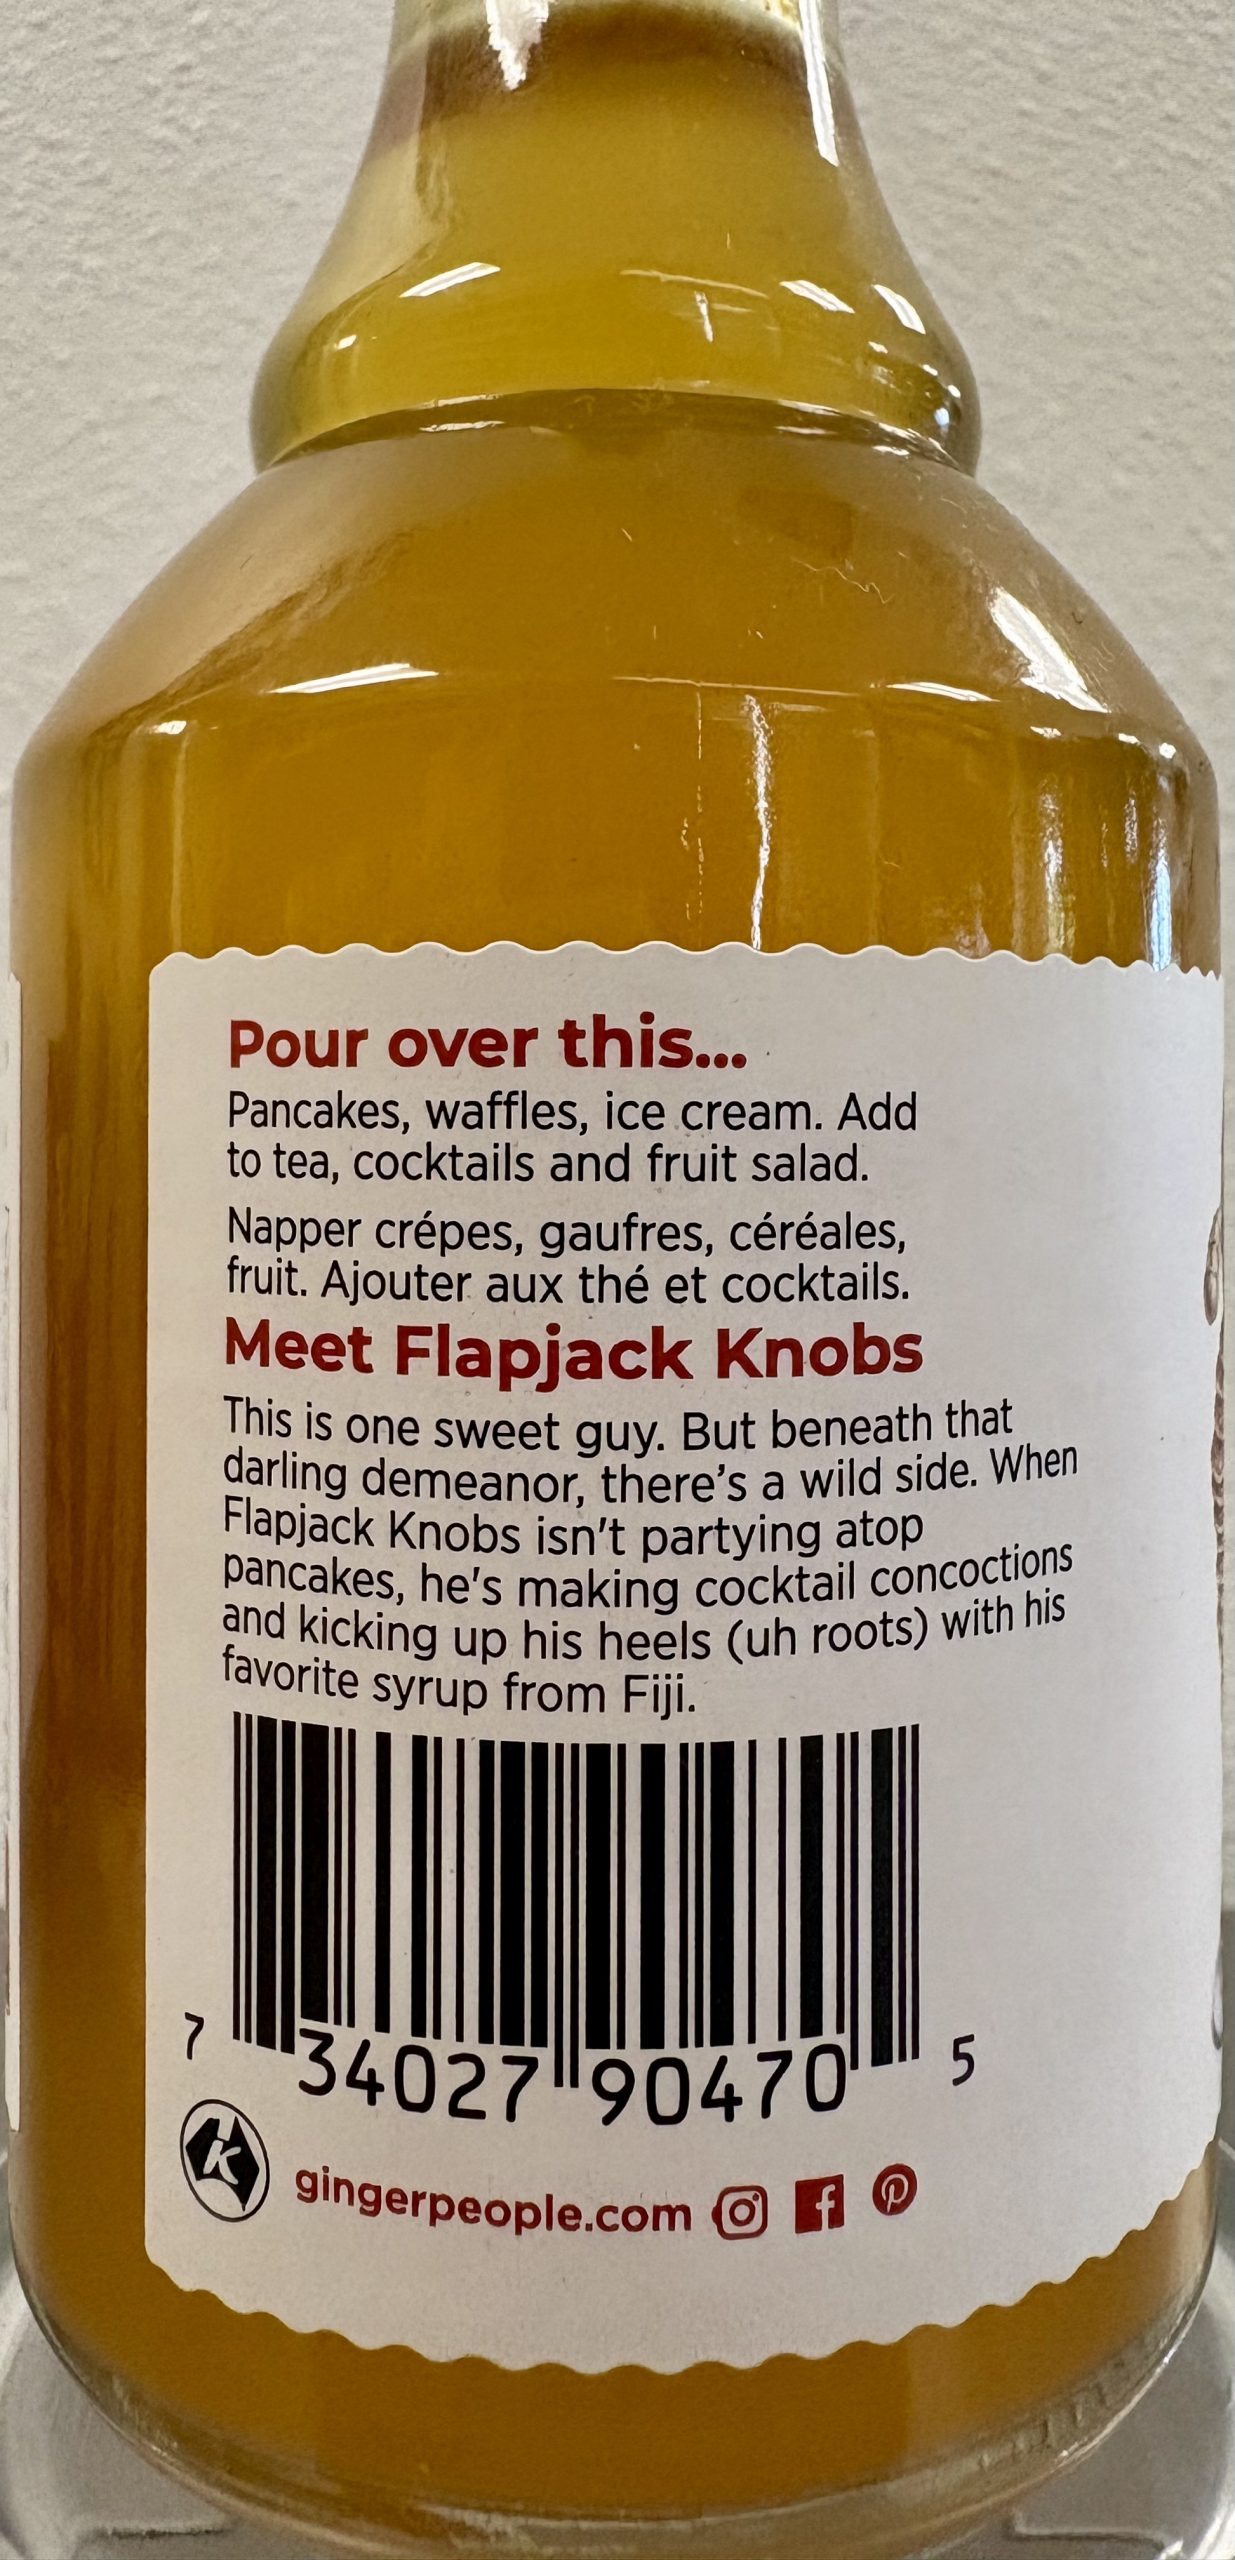 Pour over this...
Pancakes, waffles, ice cream. Add
to tea, cocktails and fruit salad.
Napper crépes, gaufres, céréales,
fruit. Ajouter aux thé et cocktails.
Meet Flapjack Knobs
This is one sweet guy. But beneath that
darling demeanor, there's a wild side. When
Flapjack Knobs isn't partying atop
pancakes, he's making cocktail concoctions
and kicking up his heels (uh roots) with his
favorite syrup from Fiji.
7 34027 90470 5
K
gingerpeople.com